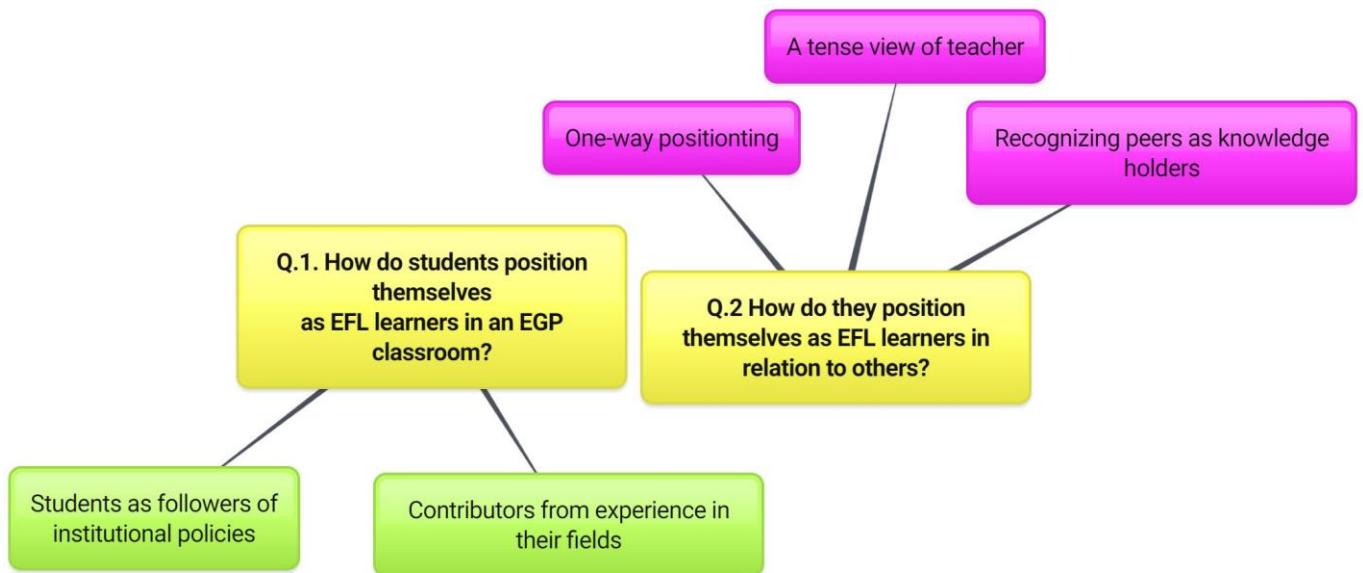 A tense view of teacher
One-way positionting
Recognizing peers as knowledge
holders
Q.1. How do students position
themselves
as EFL learners in an EGP
classroom?
Q.2 How do they position
themselves as EFL learners in
relation to others?
Students as followers of
institutional policies
Contributors from experience in
their fields